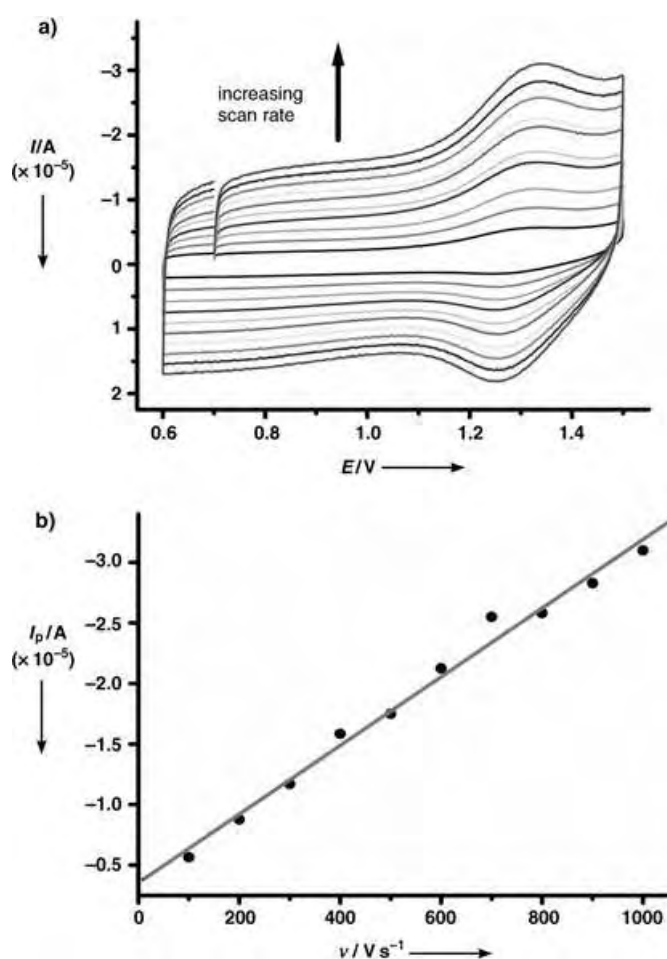 a)
increasing
scan rate
I/A
(× 10⁻⁵)
–3
–2
–1
0
1
2
0.6 0.8 1.0 1.2 1.4
E/V
b)
Iₚ/A
(× 10⁻⁵)
–3.0
–2.5
–2.0
–1.5
–1.0
–0.5
0 200 400 600 800 1000
ν/ V s⁻¹